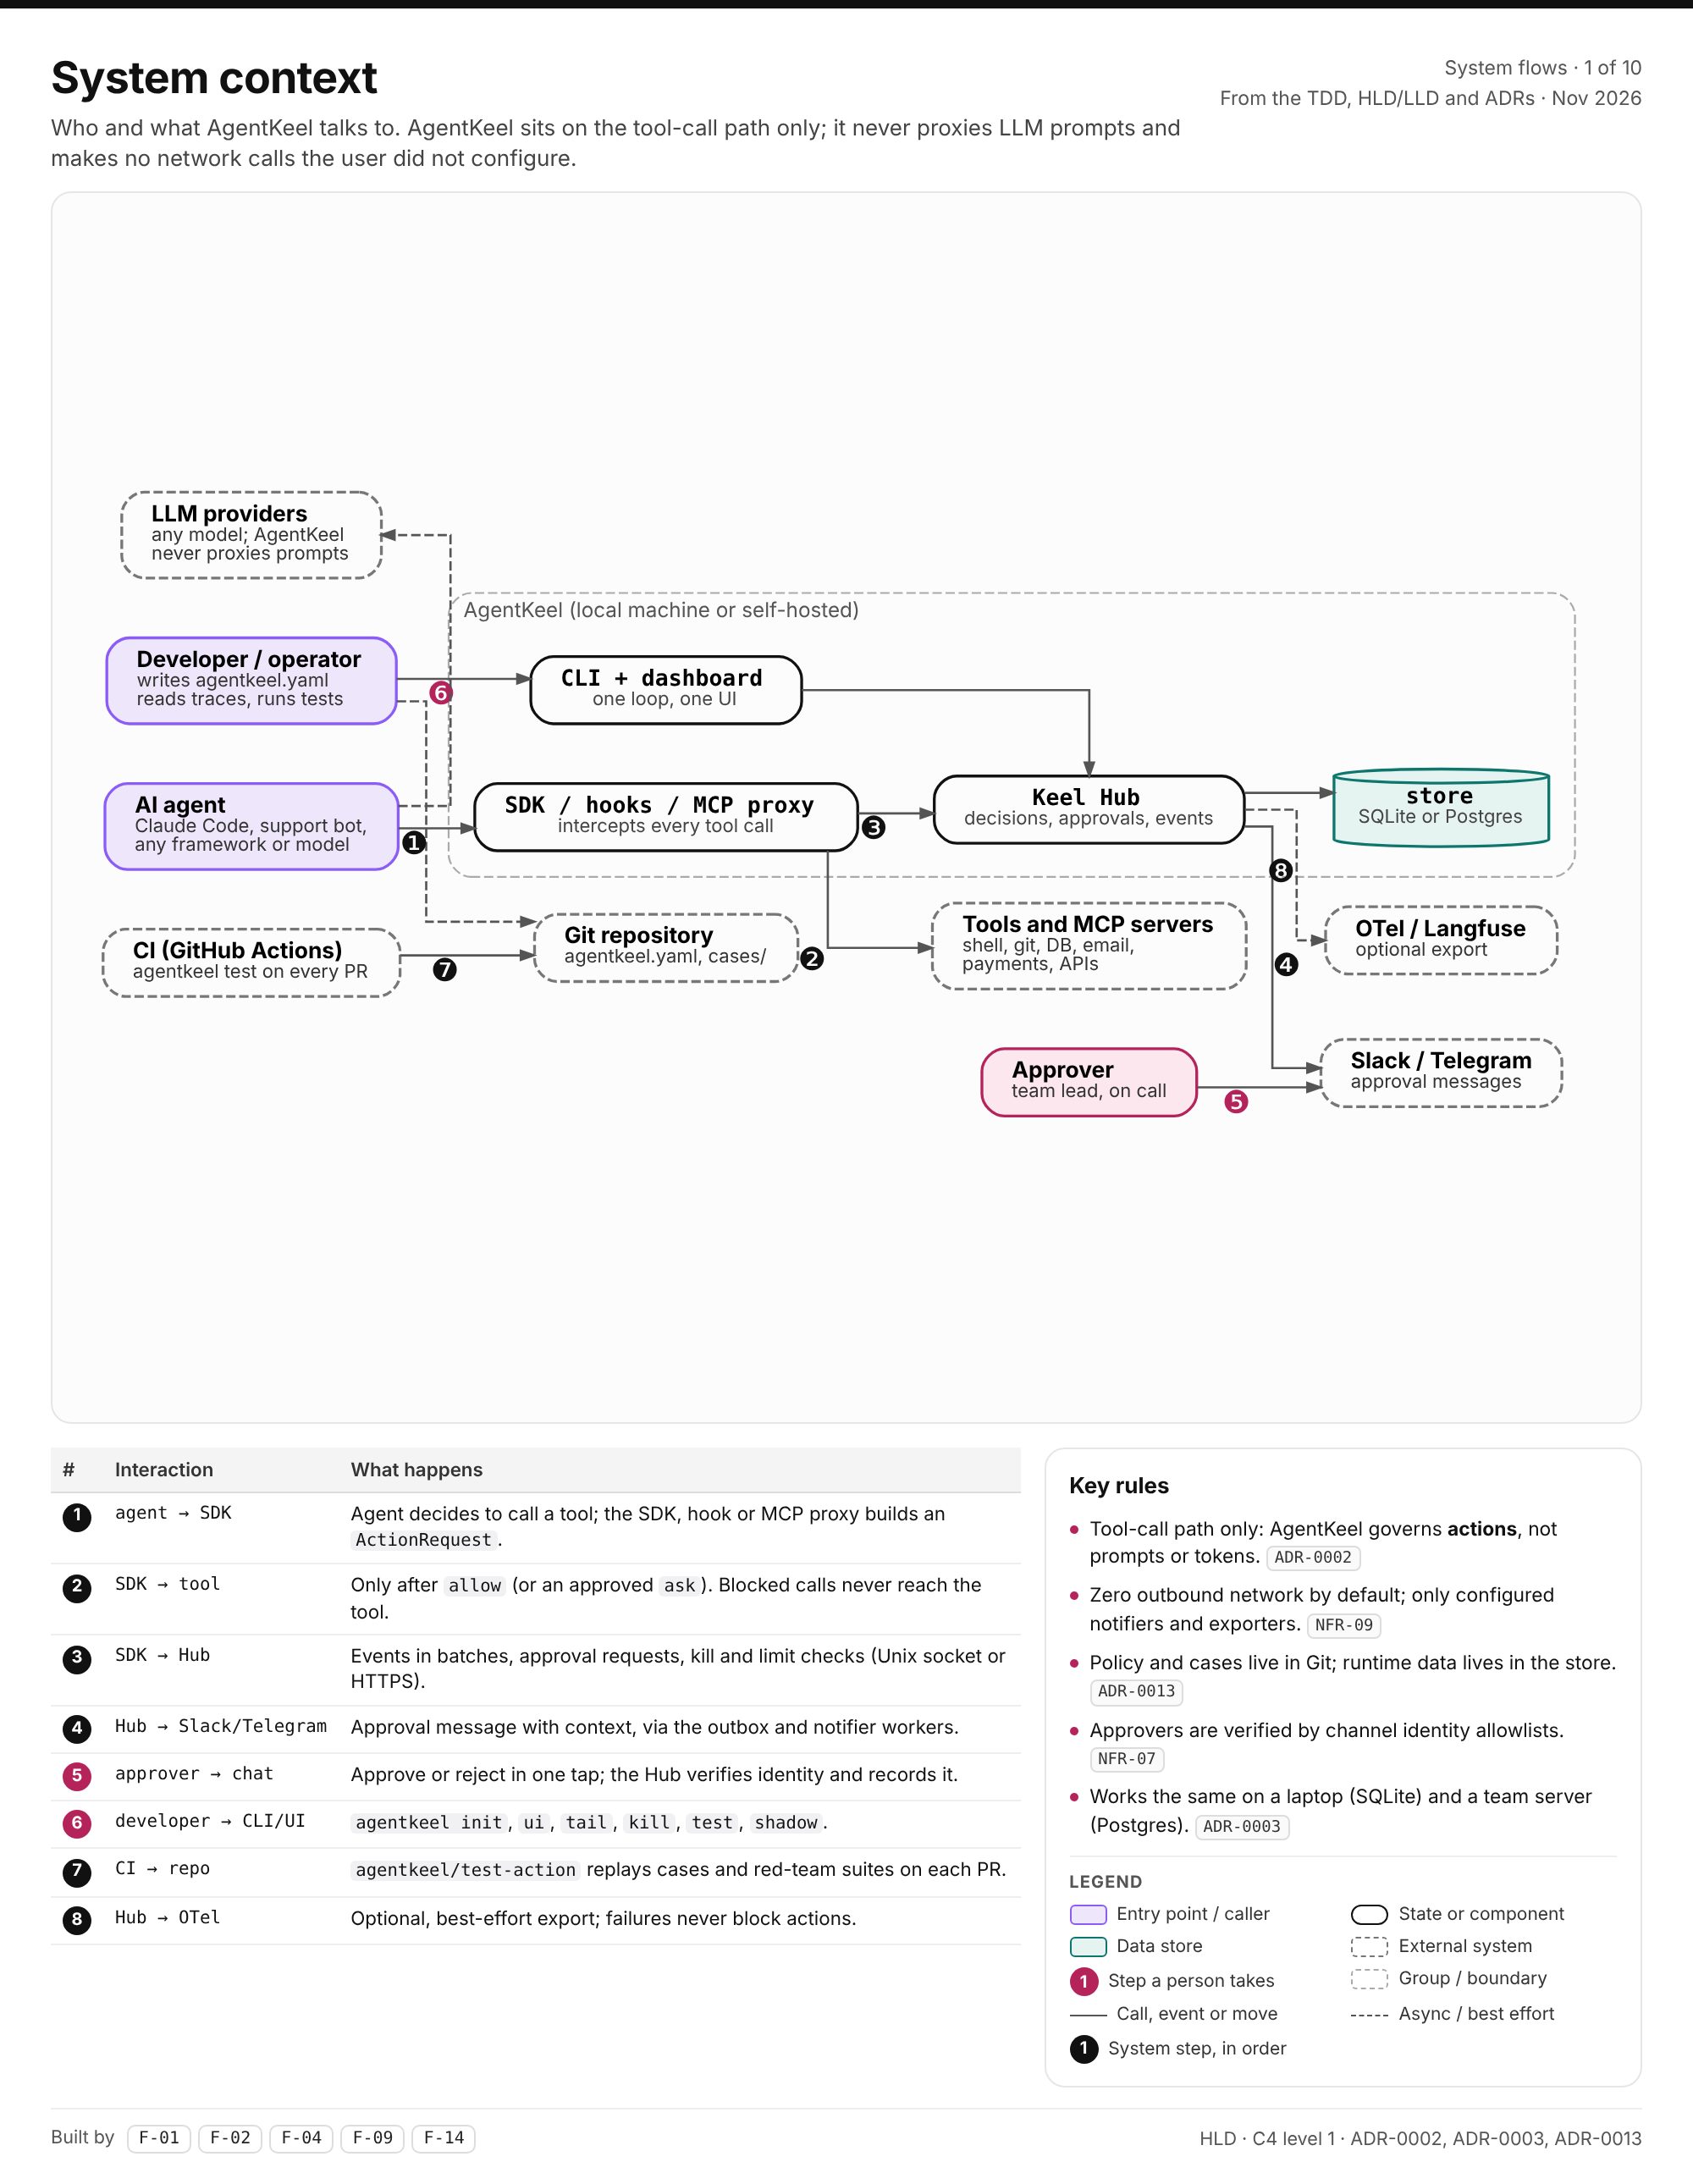 System context
System flows · 1 of 10
From the TDD, HLD/LLD and ADRs · Nov 2026
Who and what AgentKeel talks to. AgentKeel sits on the tool-call path only; it never proxies LLM prompts and
makes no network calls the user did not configure.
LLM providers
any model; AgentKeel
never proxies prompts
AgentKeel (local machine or self-hosted)
Developer / operator
writes agentkeel.yaml
reads traces, runs tests
6
CLI + dashboard
one loop, one UI
AI agent
Claude Code, support bot,
any framework or model
1
SDK / hooks / MCP proxy
intercepts every tool call
3
Keel Hub
decisions, approvals, events
store
SQLite or Postgres
8
CI (GitHub Actions)
agentkeel test on every PR
7
Git repository
agentkeel.yaml, cases/
2
Tools and MCP servers
shell, git, DB, email,
payments, APIs
4
OTel / Langfuse
optional export
Approver
team lead, on call
5
Slack / Telegram
approval messages
# Interaction What happens
1 agent → SDK Agent decides to call a tool; the SDK, hook or MCP proxy builds an
ActionRequest.
2 SDK → tool Only after allow (or an approved ask). Blocked calls never reach the
tool.
3 SDK → Hub Events in batches, approval requests, kill and limit checks (Unix socket or
HTTPS).
4 Hub → Slack/Telegram Approval message with context, via the outbox and notifier workers.
5 approver → chat Approve or reject in one tap; the Hub verifies identity and records it.
6 developer → CLI/UI agentkeel init, ui, tail, kill, test, shadow.
7 CI → repo agentkeel/test-action replays cases and red-team suites on each PR.
8 Hub → OTel Optional, best-effort export; failures never block actions.
Key rules
• Tool-call path only: AgentKeel governs actions, not
prompts or tokens. ADR-0002
• Zero outbound network by default; only configured
notifiers and exporters. NFR-09
• Policy and cases live in Git; runtime data lives in the store.
ADR-0013
• Approvers are verified by channel identity allowlists.
NFR-07
• Works the same on a laptop (SQLite) and a team server
(Postgres). ADR-0003
LEGEND
Entry point / caller
State or component
Data store
External system
1 Step a person takes
Group / boundary
Call, event or move
Async / best effort
1 System step, in order
Built by F-01 F-02 F-04 F-09 F-14
HLD · C4 level 1 · ADR-0002, ADR-0003, ADR-0013